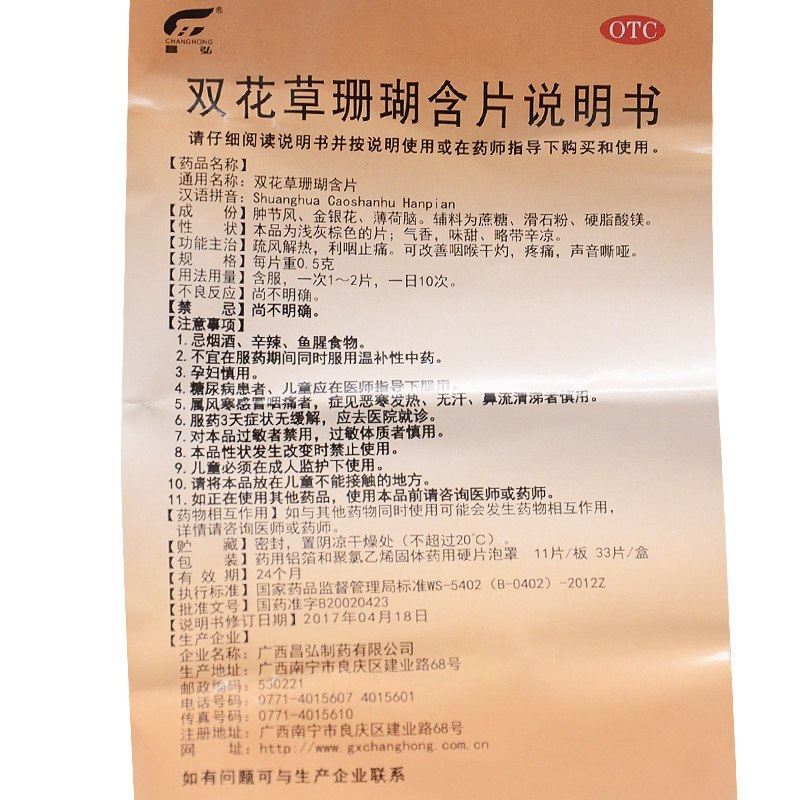 CHANGHONG
昌弘
OTC
双花草珊瑚含片说明书
请仔细阅读说明书并按说明使用或在药师指导下购买和使用。
【药品名称】
通用名称：双花草珊瑚含片
汉语拼音：Shuanghua Caoshanhu Hanpian
【成 份】肿节风、金银花、薄荷脑。辅料为蔗糖、滑石粉、硬脂酸镁。
【性 状】本品为浅灰棕色的片；气香，味甜、略带辛凉。
【功能主治】疏风解热，利咽止痛。可改善咽喉干灼，疼痛，声音嘶哑。
【规 格】每片重0.5克
【用法用量】含服，一次1～2片，一日10次。
【不良反应】尚不明确。
【禁 忌】尚不明确。
【注意事项】
1. 忌烟酒、辛辣、鱼腥食物。
2. 不宜在服药期间同时服用温补性中药。
3. 孕妇慎用。
4. 糖尿病患者、儿童应在医师指导下服用。
5. 属风寒感冒咽痛者，症见恶寒发热、无汗、鼻流清涕者慎用。
6. 服药3天症状无缓解，应去医院就诊。
7. 对本品过敏者禁用，过敏体质者慎用。
8. 本品性状发生改变时禁止使用。
9. 儿童必须在成人监护下使用。
10. 请将本品放在儿童不能接触的地方。
11. 如正在使用其他药品，使用本品前请咨询医师或药师。
【药物相互作用】如与其他药物同时使用可能会发生药物相互作用，
详情请咨询医师或药师。
【贮 藏】密封，置阴凉干燥处（不超过20℃）。
【包 装】药用铝箔和聚氯乙烯固体药用硬片泡罩 11片/板 33片/盒
【有 效 期】24个月
【执行标准】国家药品监督管理局标准WS-5402（B-0402）-2012Z
【批准文号】国药准字B20020423
【说明书修订日期】2017年04月18日
【生产企业】
企业名称：广西昌弘制药有限公司
生产地址：广西南宁市良庆区建业路68号
邮政编码：530221
电话号码：0771-4015607 4015601
传真号码：0771-4015610
注册地址：广西南宁市良庆区建业路68号
网 址：http://www.gxchanghong.com.cn
如有问题可与生产企业联系